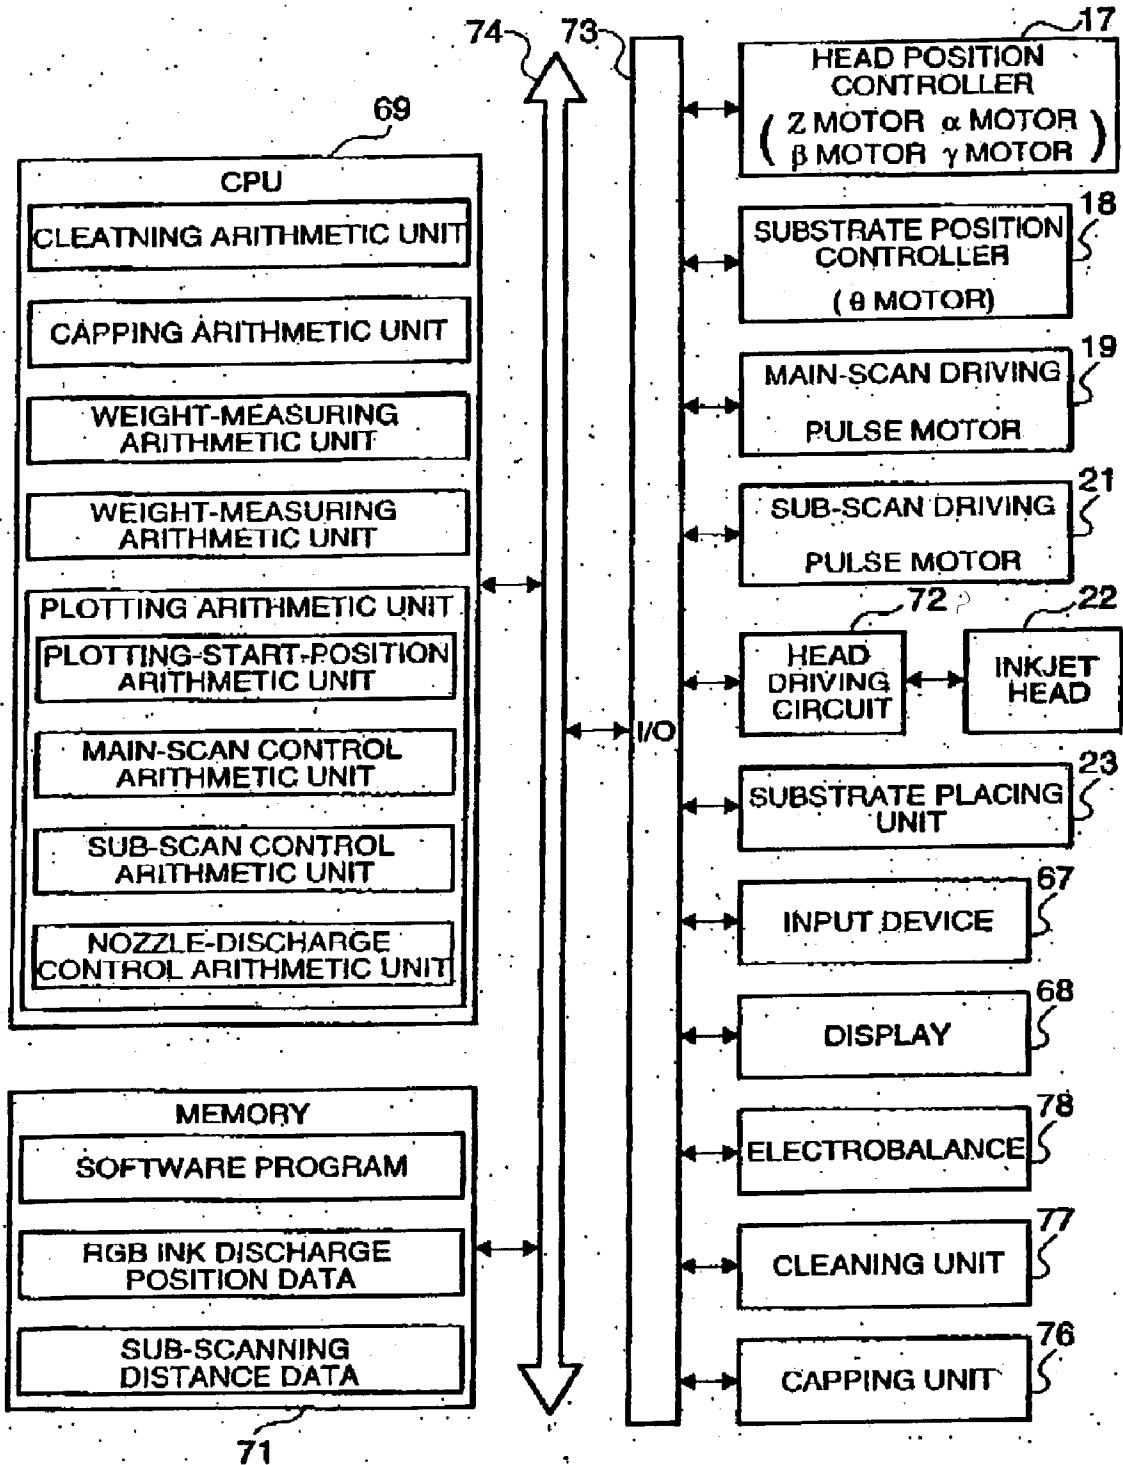 74
73
17
HEAD POSITION
CONTROLLER
( Z MOTOR α MOTOR
β MOTOR γ MOTOR )
69
CPU
CLEATNING ARITHMETIC UNIT
CAPPING ARITHMETIC UNIT
WEIGHT-MEASURING
ARITHMETIC UNIT
WEIGHT-MEASURING
ARITHMETIC UNIT
PLOTTING ARITHMETIC UNIT
PLOTTING-START-POSITION
ARITHMETIC UNIT
MAIN-SCAN CONTROL
ARITHMETIC UNIT
SUB-SCAN CONTROL
ARITHMETIC UNIT
NOZZLE-DISCHARGE
CONTROL ARITHMETIC UNIT
MEMORY
SOFTWARE PROGRAM
RGB INK DISCHARGE
POSITION DATA
SUB-SCANNING
DISTANCE DATA
71
I/O
18
SUBSTRATE POSITION
CONTROLLER
(θ MOTOR)
19
MAIN-SCAN DRIVING
PULSE MOTOR
21
SUB-SCAN DRIVING
PULSE MOTOR
72
HEAD
DRIVING
CIRCUIT
22
INKJET
HEAD
23
SUBSTRATE PLACING
UNIT
67
INPUT DEVICE
68
DISPLAY
78
ELECTROBALANCE
77
CLEANING UNIT
76
CAPPING UNIT